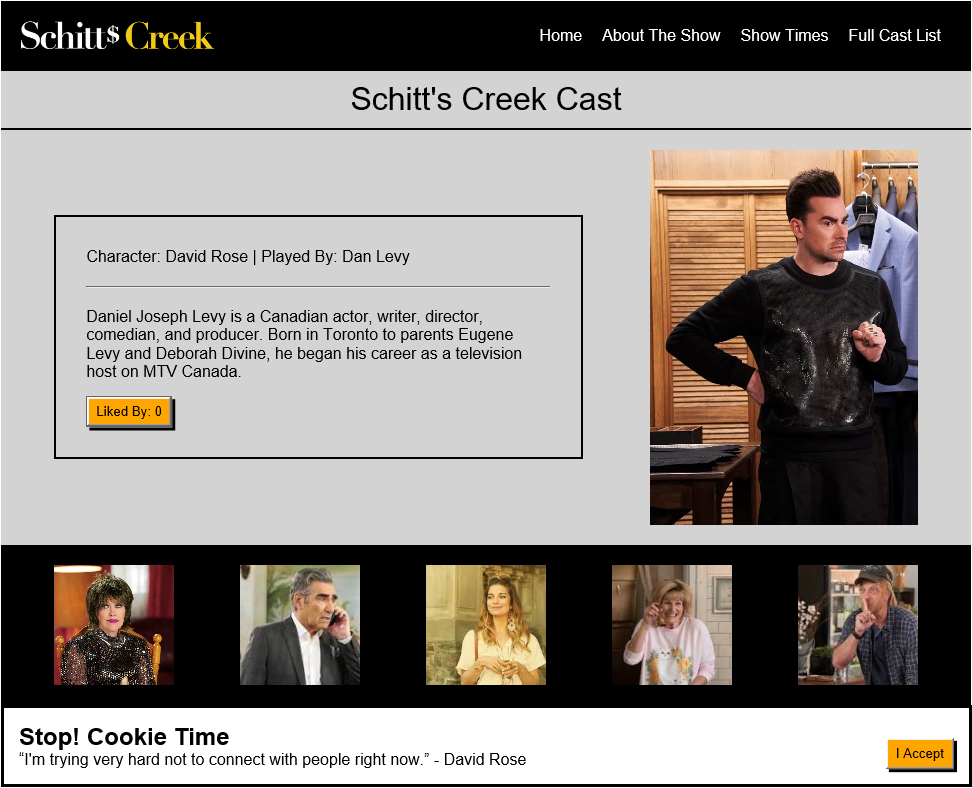 Schitt$ Creek
Home About The Show Show Times Full Cast List
Schitt's Creek Cast
Character: David Rose | Played By: Dan Levy
Daniel Joseph Levy is a Canadian actor, writer, director,
comedian, and producer. Born in Toronto to parents Eugene
Levy and Deborah Divine, he began his career as a television
host on MTV Canada.
Liked By: 0
Stop! Cookie Time
“I'm trying very hard not to connect with people right now.” - David Rose
I Accept